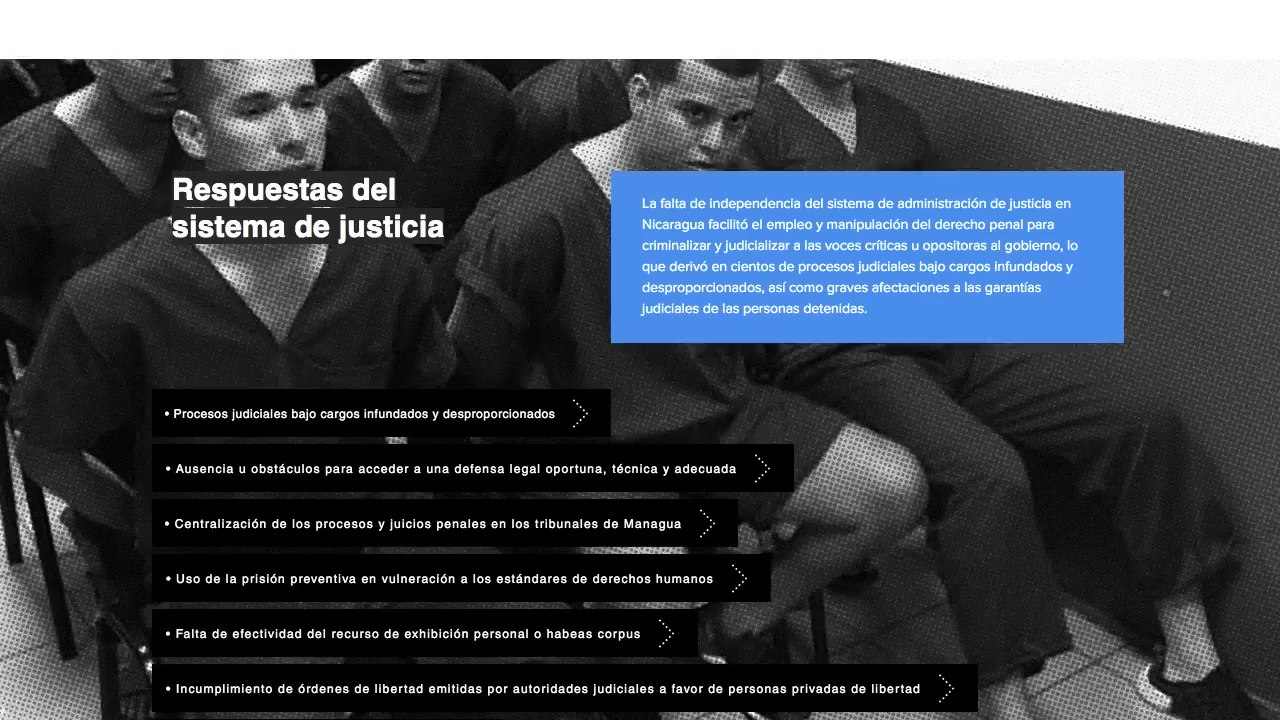 Respuestas del
sistema de justicia
La falta de independencia del sistema de administración de justicia en
Nicaragua facilitó el empleo y manipulación del derecho penal para
criminalizar y judicializar a las voces críticas u opositoras al gobierno, lo
que derivó en cientos de procesos judiciales bajo cargos infundados y
desproporcionados, así como graves afectaciones a las garantías
judiciales de las personas detenidas.
• Procesos judiciales bajo cargos infundados y desproporcionados
• Ausencia u obstáculos para acceder a una defensa legal oportuna, técnica y adecuada
• Centralización de los procesos y juicios penales en los tribunales de Managua
• Uso de la prisión preventiva en vulneración a los estándares de derechos humanos
• Falta de efectividad del recurso de exhibición personal o habeas corpus
• Incumplimiento de órdenes de libertad emitidas por autoridades judiciales a favor de personas privadas de libertad